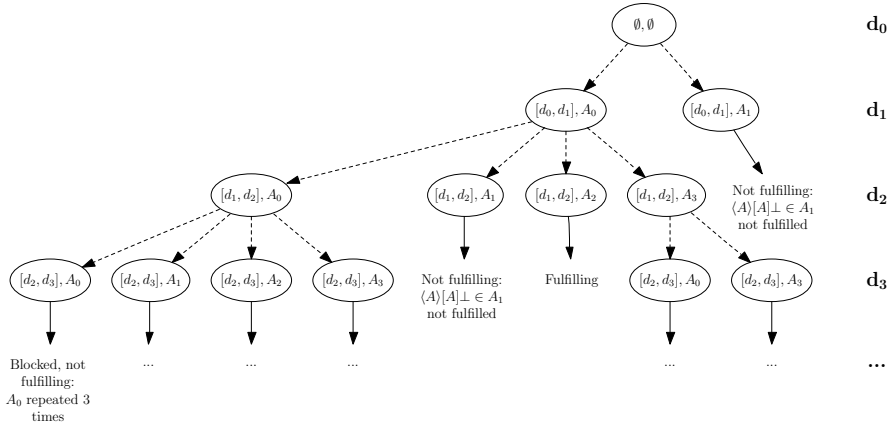 ∅, ∅
d₀
[d₀, d₁], A₀
[d₀, d₁], A₁
d₁
[d₁, d₂], A₀
[d₁, d₂], A₁
[d₁, d₂], A₂
[d₁, d₂], A₃
Not fulfilling:
⟨A⟩[A]⊥ ∈ A₁
not fulfilled
d₂
[d₂, d₃], A₀
[d₂, d₃], A₁
[d₂, d₃], A₂
[d₂, d₃], A₃
Not fulfilling:
⟨A⟩[A]⊥ ∈ A₁
not fulfilled
Fulfilling
[d₂, d₃], A₀
[d₂, d₃], A₃
d₃
Blocked, not
fulfilling:
A₀ repeated 3
times
...
...
...
...
...
...